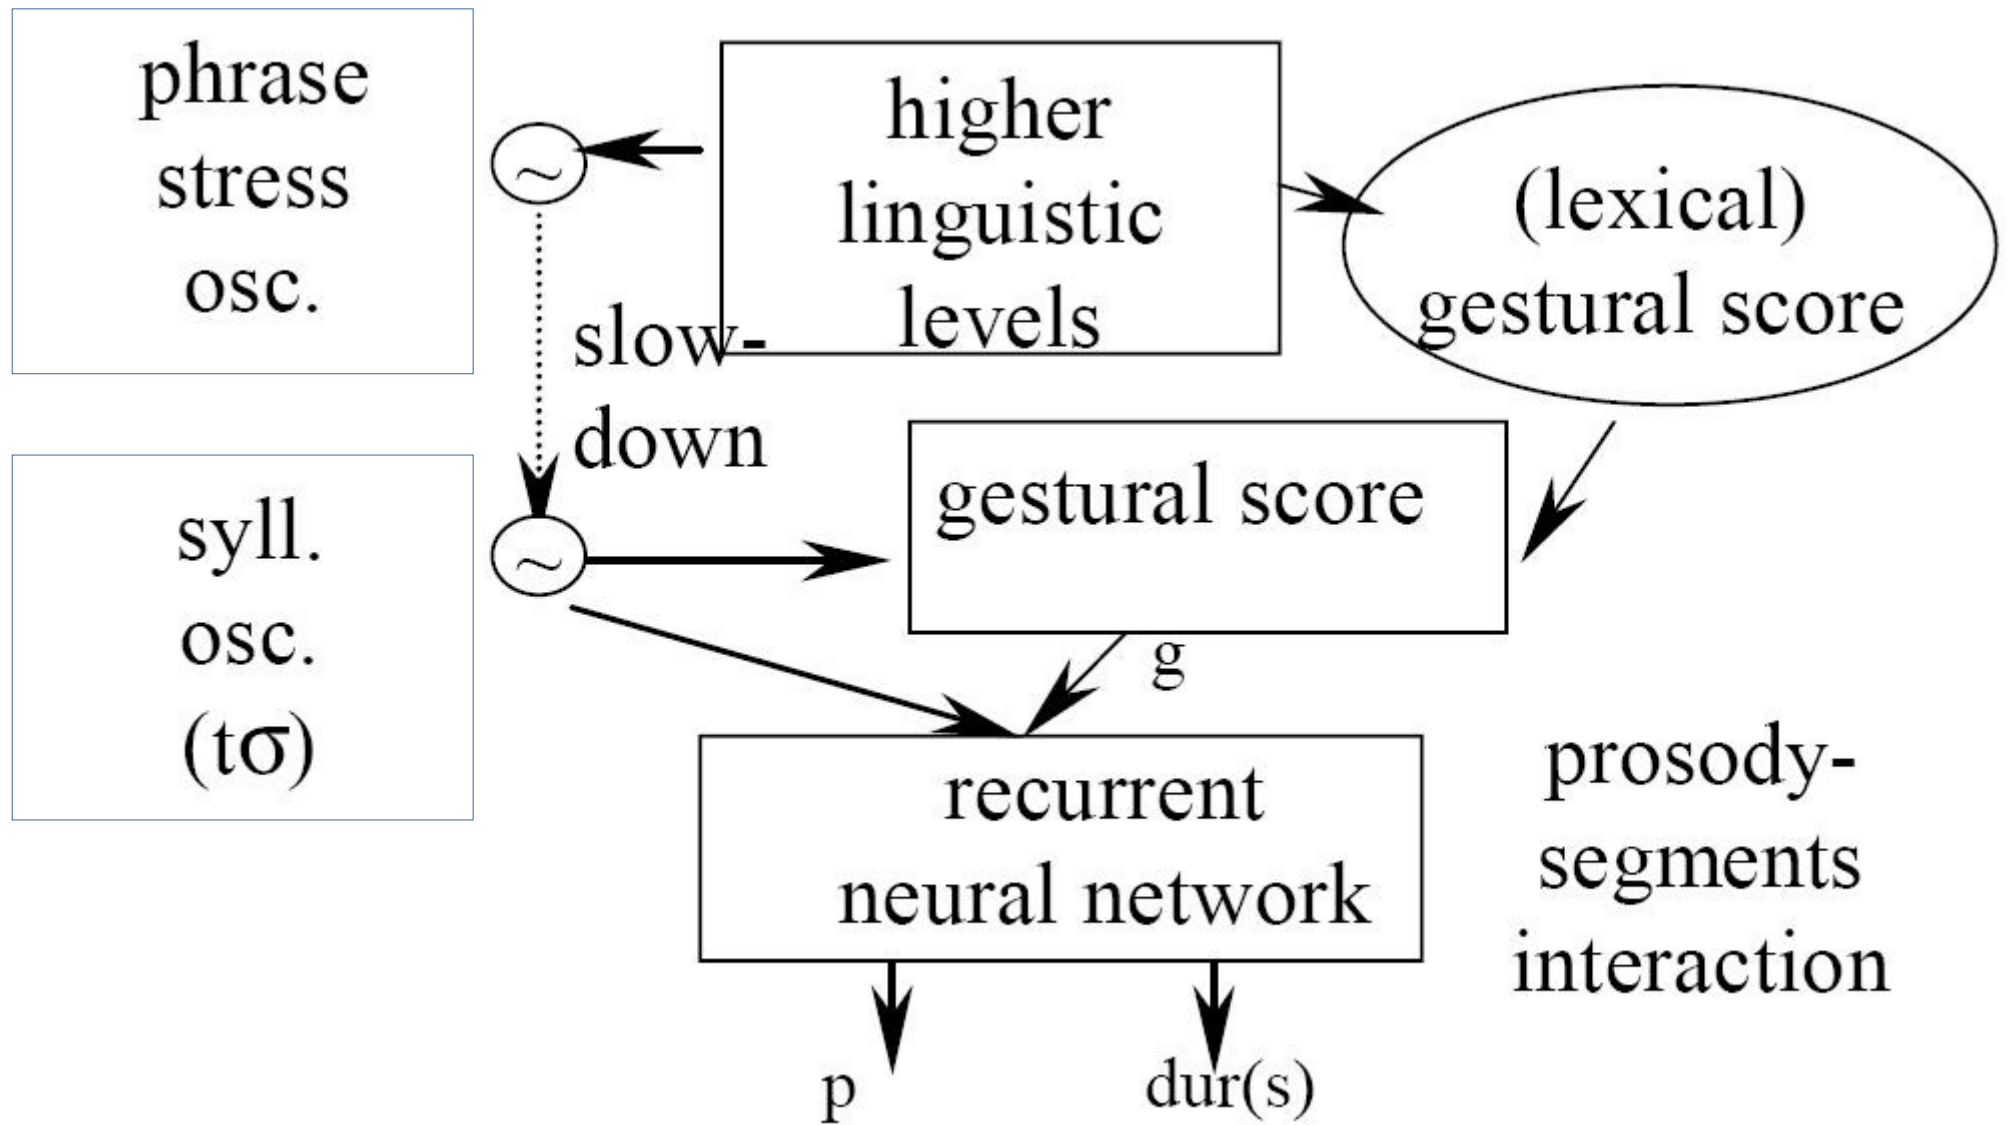 phrase
stress
osc.
~
higher
linguistic
levels
(lexical)
gestural score
slow-
down
syll.
osc.
(tσ)
~
gestural score
g
recurrent
neural network
prosody-
segments
interaction
p
dur(s)